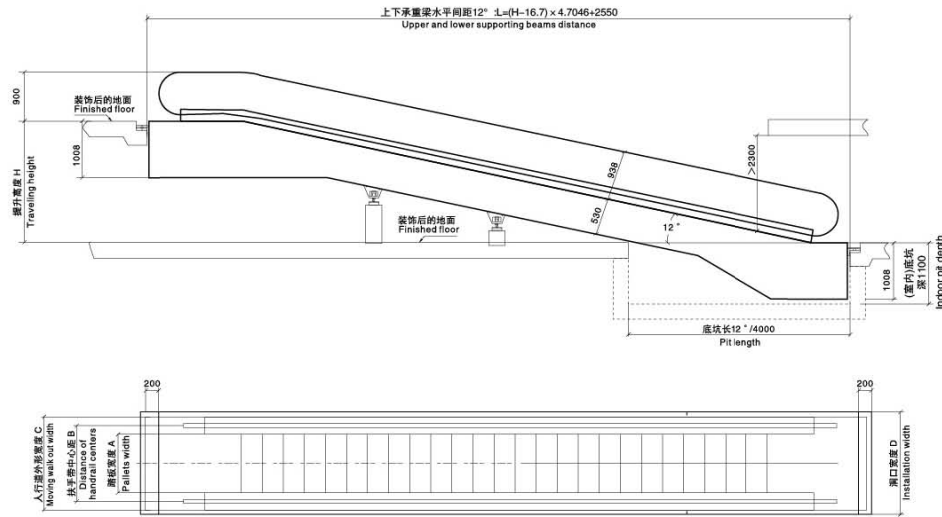 上下承重梁水平间距12° :L=(H-16.7)×4.7046+2550
Upper and lower supporting beams distance
900
装饰后的地面
Finished floor
1008
提升高度 H
Traveling height
装饰后的地面
Finished floor
938
530
12°
>2300
1008
(室内)底坑
深1100
Indoor pit depth
底坑长12°/4000
Pit length
200
200
人行道外形宽度 C
Moving walk out width
扶手带中心距 B
Distance of
handrail centers
踏板宽度 A
Pallets width
洞口宽度 D
Installation width